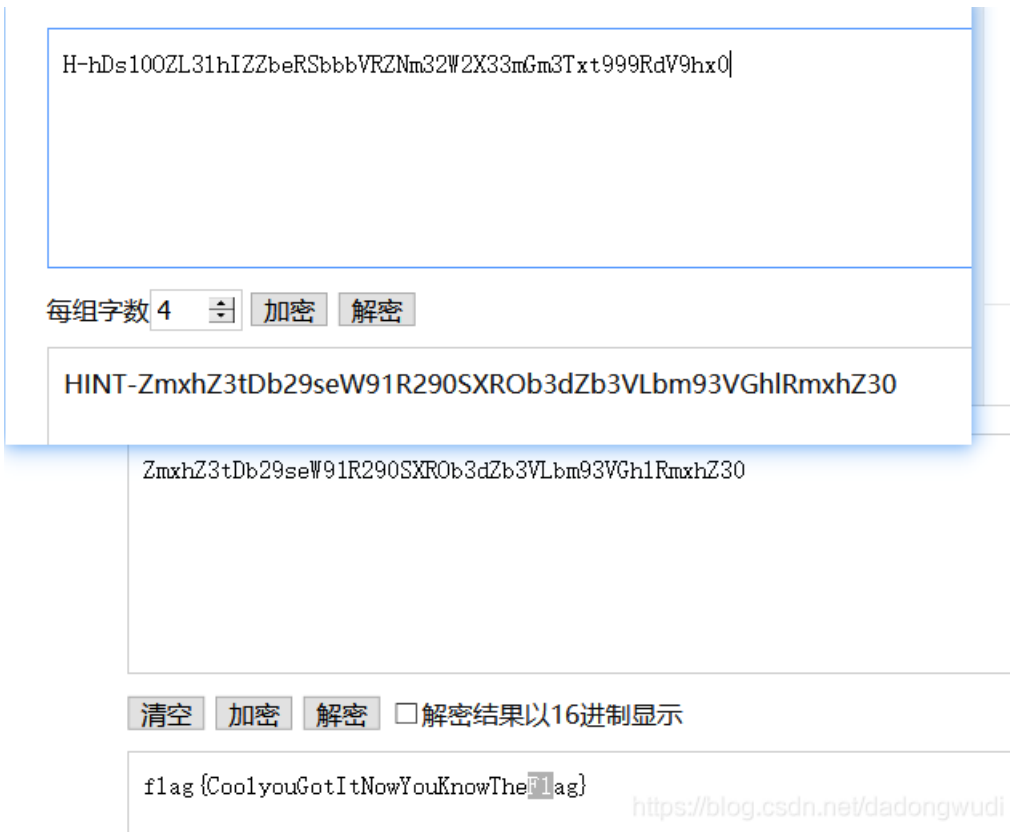 H-hDs10OZL3lhIZZbeRSbbbVRZNm32W2X33mGm3Txt999RdV9hx0
每组字数 4 加密 解密
HINT-ZmxhZ3tDb29seW91R290SXROb3dZb3VLbm93VGhlRmxhZ30
ZmxhZ3tDb29seW91R290SXROb3dZb3VLbm93VGhlRmxhZ30
清空 加密 解密 解密结果以16进制显示
flag{CoolyouGotItNowYouKnowTheFlag}
https://blog.csdn.net/dadongwudi